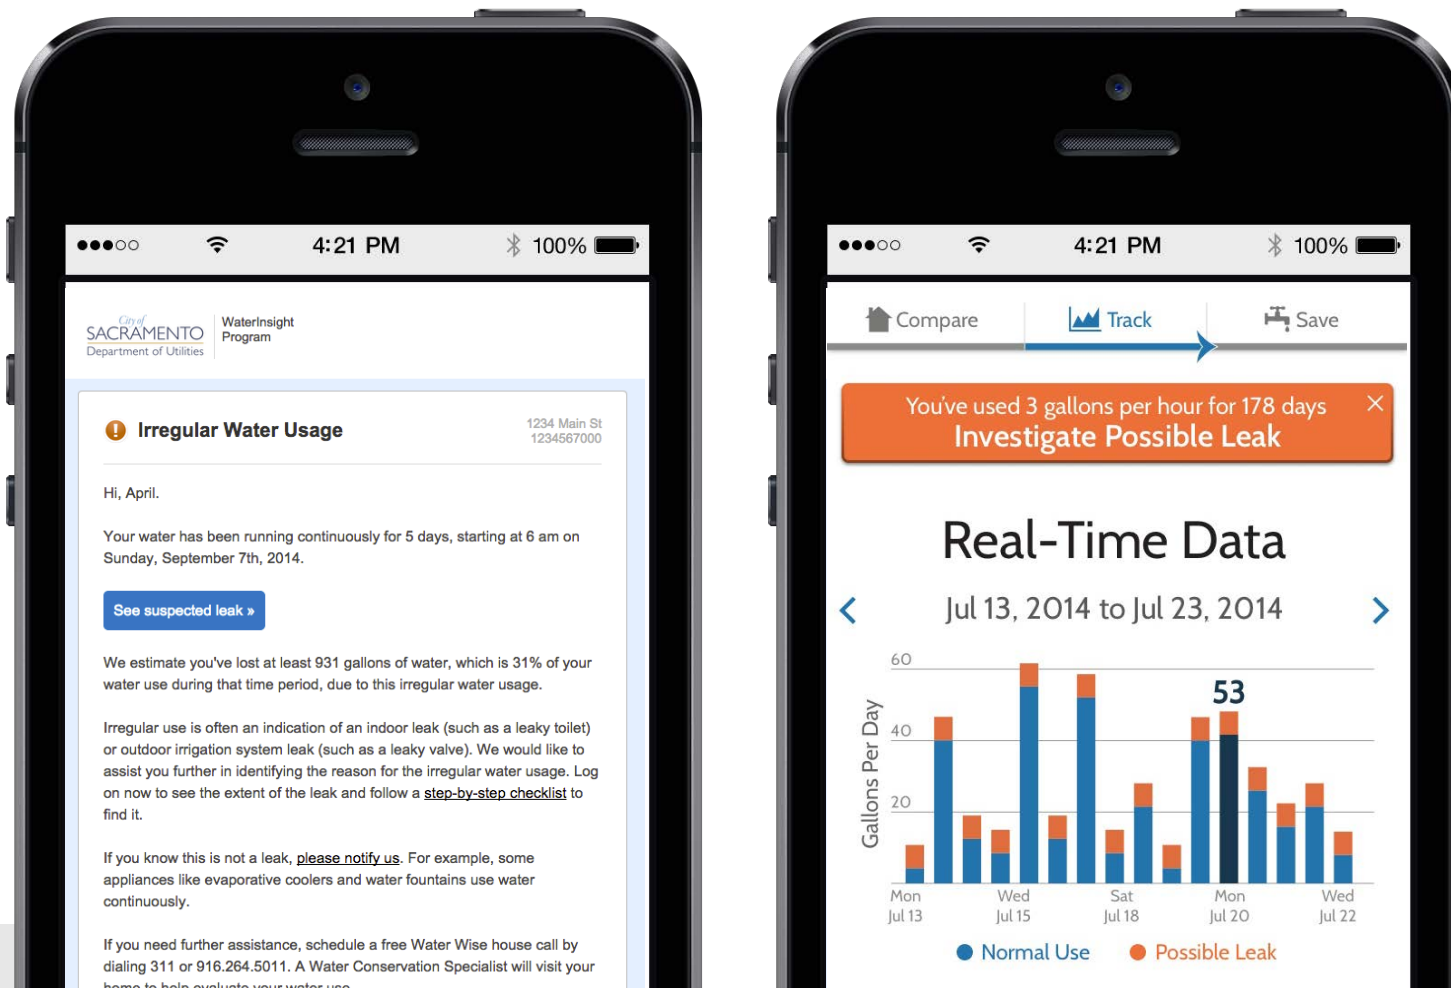 4:21 PM
100%
City of
SACRAMENTO
Department of Utilities
WaterInsight
Program
Irregular Water Usage
1234 Main St
1234567000
Hi, April.
Your water has been running continuously for 5 days, starting at 6 am on
Sunday, September 7th, 2014.
See suspected leak »
We estimate you've lost at least 931 gallons of water, which is 31% of your
water use during that time period, due to this irregular water usage.
Irregular use is often an indication of an indoor leak (such as a leaky toilet)
or outdoor irrigation system leak (such as a leaky valve). We would like to
assist you further in identifying the reason for the irregular water usage. Log
on now to see the extent of the leak and follow a step-by-step checklist to
find it.
If you know this is not a leak, please notify us. For example, some
appliances like evaporative coolers and water fountains use water
continuously.
If you need further assistance, schedule a free Water Wise house call by
dialing 311 or 916.264.5011. A Water Conservation Specialist will visit your
home to help evaluate your water use.
4:21 PM
100%
Compare
Track
Save
You've used 3 gallons per hour for 178 days
Investigate Possible Leak
Real-Time Data
Jul 13, 2014 to Jul 23, 2014
Gallons Per Day
60
40
20
53
Mon
Jul 13
Wed
Jul 15
Sat
Jul 18
Mon
Jul 20
Wed
Jul 22
Normal Use
Possible Leak